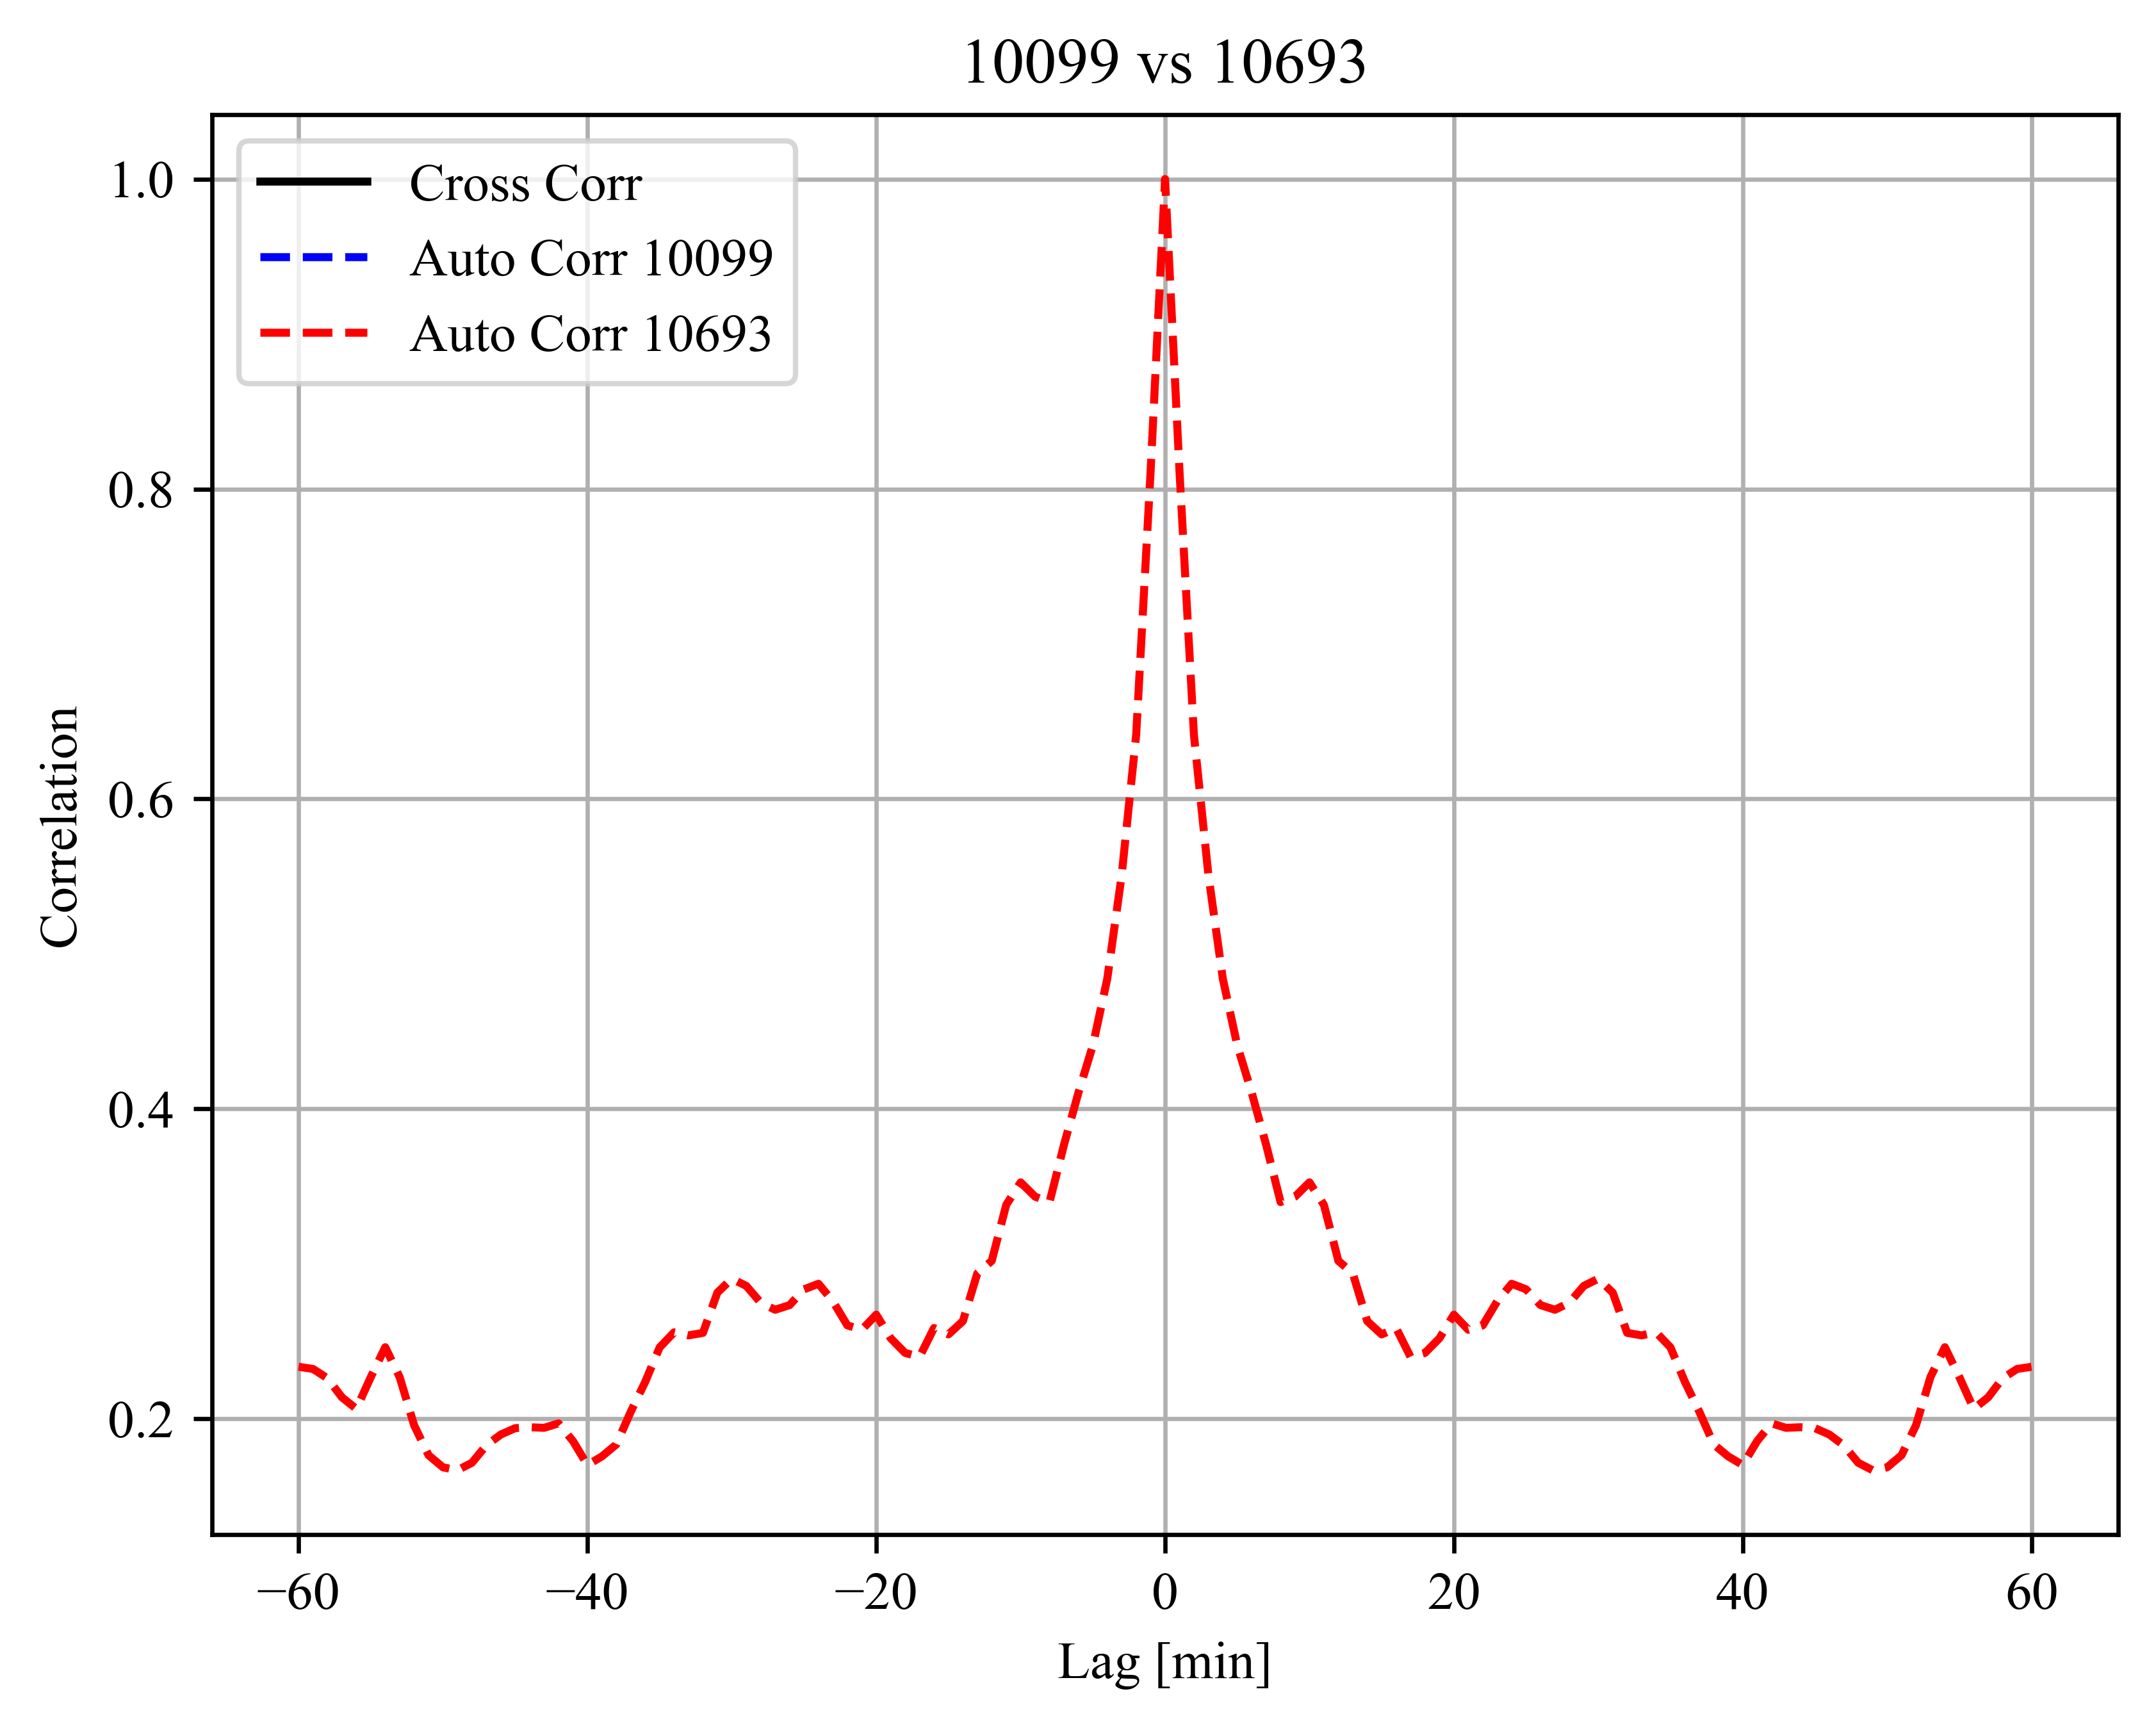 10099 vs 10693
Cross Corr
Auto Corr 10099
Auto Corr 10693
1.0
0.8
0.6
0.4
0.2
Correlation
−60 −40 −20 0 20 40 60
Lag [min]